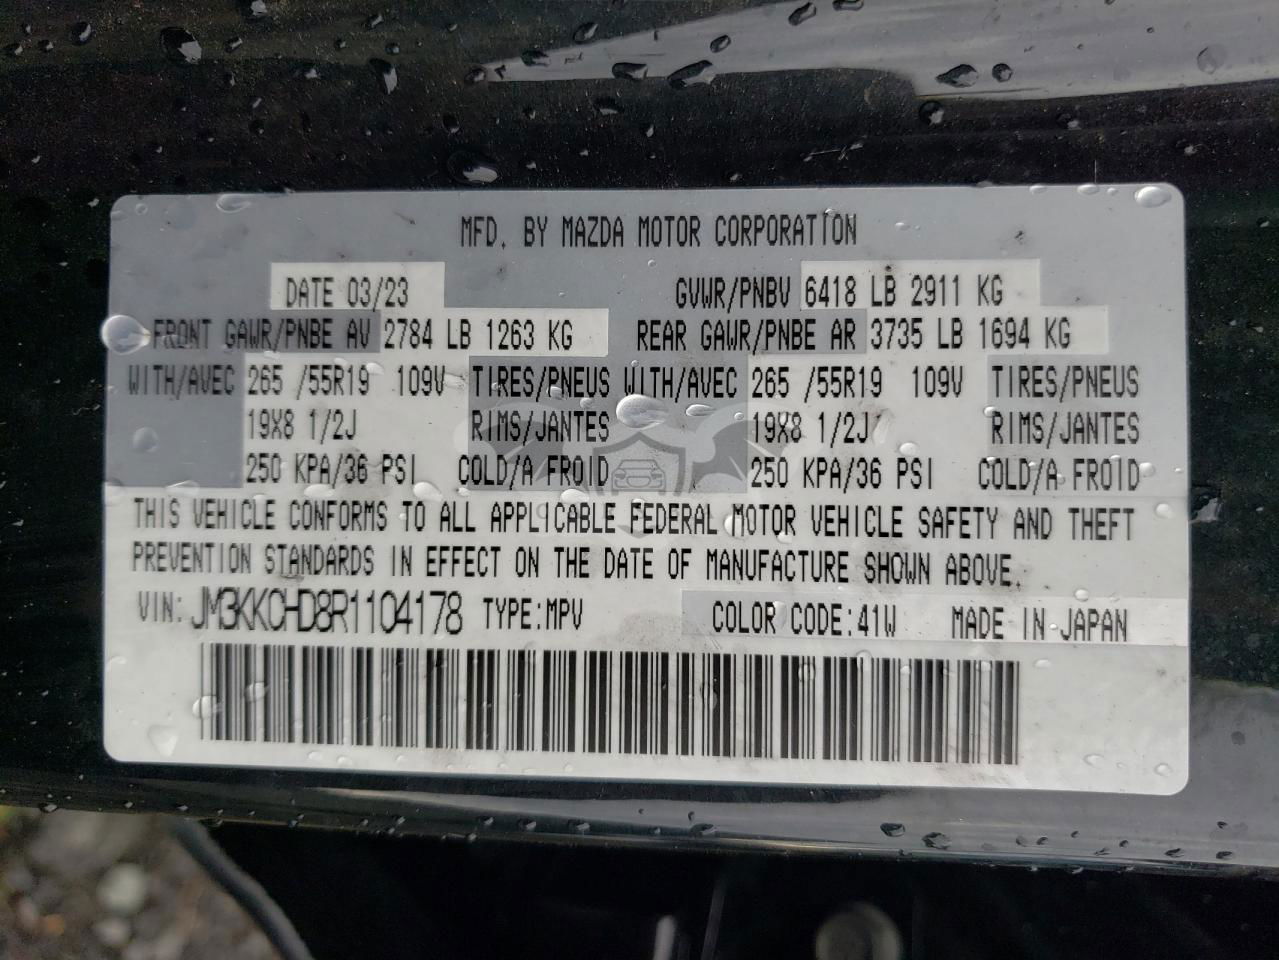 MFD. BY MAZDA MOTOR CORPORATION
DATE 03/23 GVWR/PNBV 6418 LB 2911 KG
FRONT GAWR/PNBE AV 2784 LB 1263 KG REAR GAWR/PNBE AR 3735 LB 1694 KG
WITH/AVEC 265 /55R19 109V TIRES/PNEUS WITH/AVEC 265 /55R19 109V TIRES/PNEUS
19X8 1/2J RIMS/JANTES 19X8 1/2J RIMS/JANTES
250 KPA/36 PSI COLD/A FROID 250 KPA/36 PSI COLD/A FROID
THIS VEHICLE CONFORMS TO ALL APPLICABLE FEDERAL MOTOR VEHICLE SAFETY AND THEFT
PREVENTION STANDARDS IN EFFECT ON THE DATE OF MANUFACTURE SHOWN ABOVE.
VIN: JM3KKCHD8R1104178 TYPE:MPV COLOR CODE:41W MADE IN JAPAN